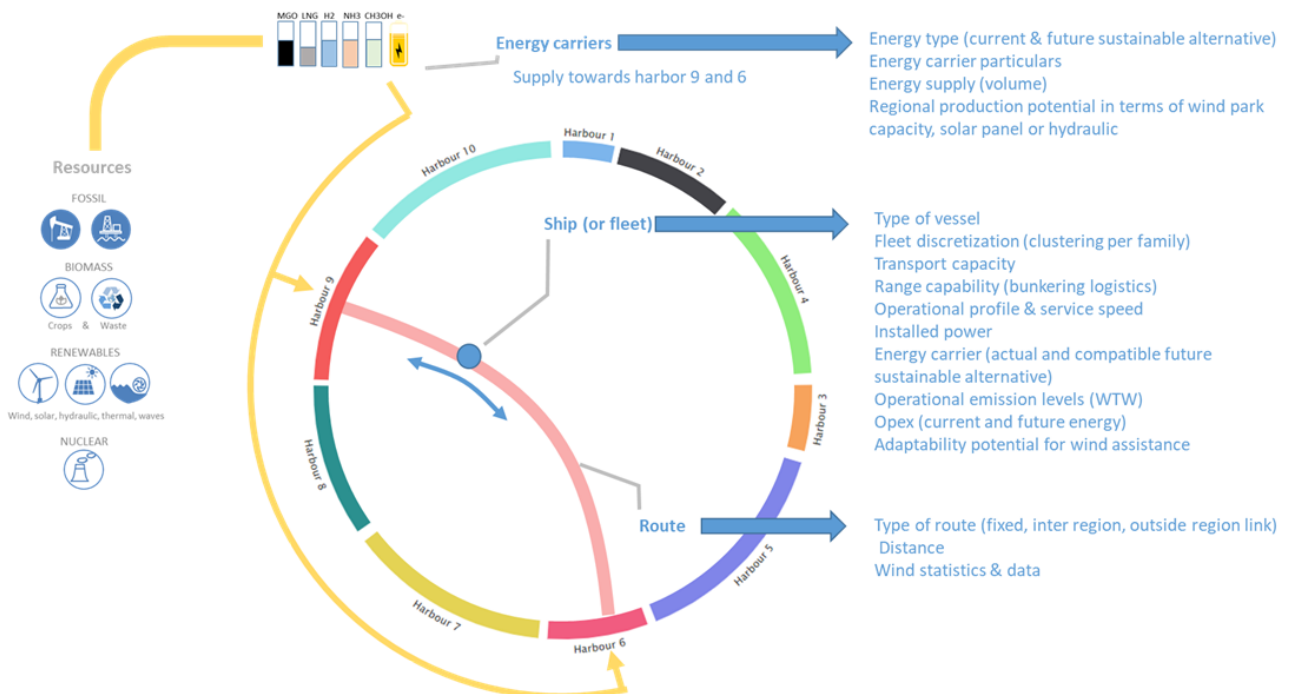 MGO LNG H2 NH3 CH3OH e-
Energy carriers
Supply towards harbor 9 and 6
Energy type (current & future sustainable alternative)
Energy carrier particulars
Energy supply (volume)
Regional production potential in terms of wind park
capacity, solar panel or hydraulic
Resources
FOSSIL
BIOMASS
Crops & Waste
RENEWABLES
Wind, solar, hydraulic, thermal, waves
NUCLEAR
Harbour 1
Harbour 2
Harbour 4
Harbour 3
Harbour 5
Harbour 6
Harbour 7
Harbour 8
Harbour 9
Harbour 10
Ship (or fleet)
Type of vessel
Fleet discretization (clustering per family)
Transport capacity
Range capability (bunkering logistics)
Operational profile & service speed
Installed power
Energy carrier (actual and compatible future
sustainable alternative)
Operational emission levels (WTW)
Opex (current and future energy)
Adaptability potential for wind assistance
Route
Type of route (fixed, inter region, outside region link)
Distance
Wind statistics & data